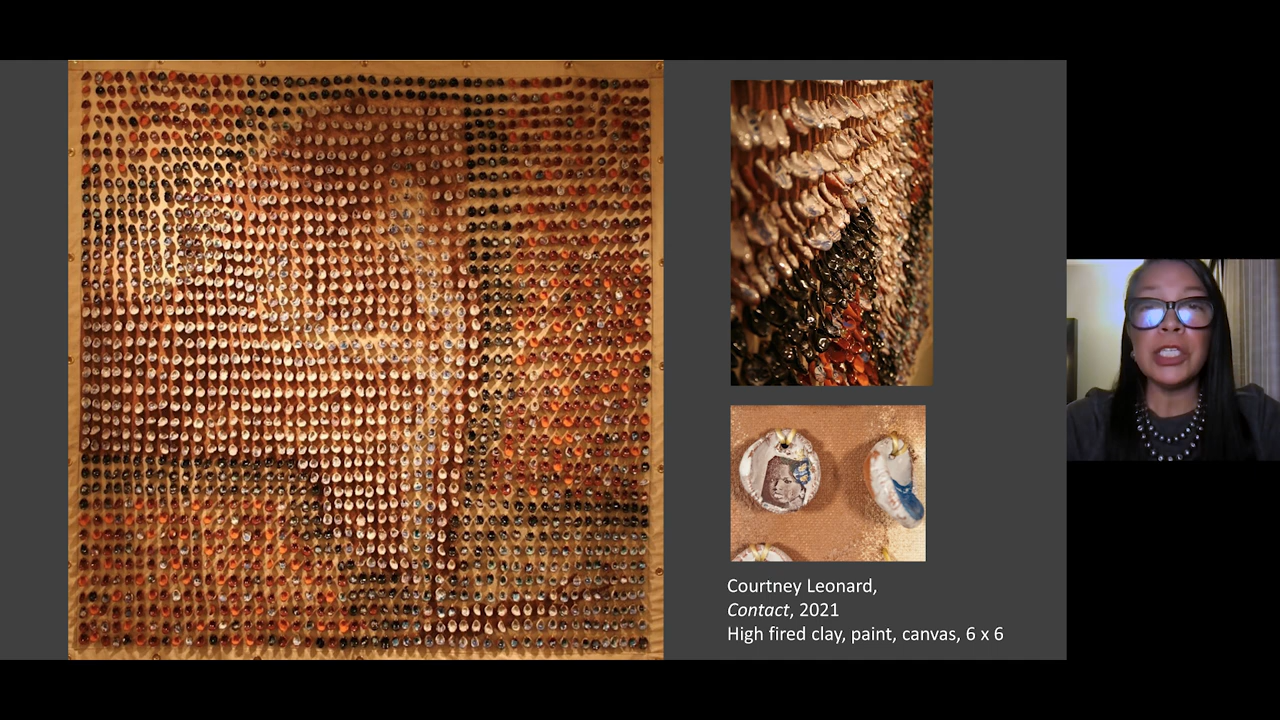 Courtney Leonard,
Contact, 2021
High fired clay, paint, canvas, 6 x 6